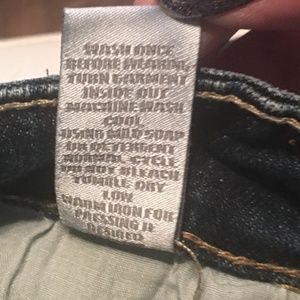 WASH ONCE
BEFORE WEARING
TURN GARMENT
INSIDE OUT
MACHINE WASH
COOL
USING MILD SOAP
OR DETERGENT
NORMAL CYCLE
DO NOT BLEACH
TUMBLE DRY
LOW
WARM IRON FOR
PRESSING IF
DESIRED